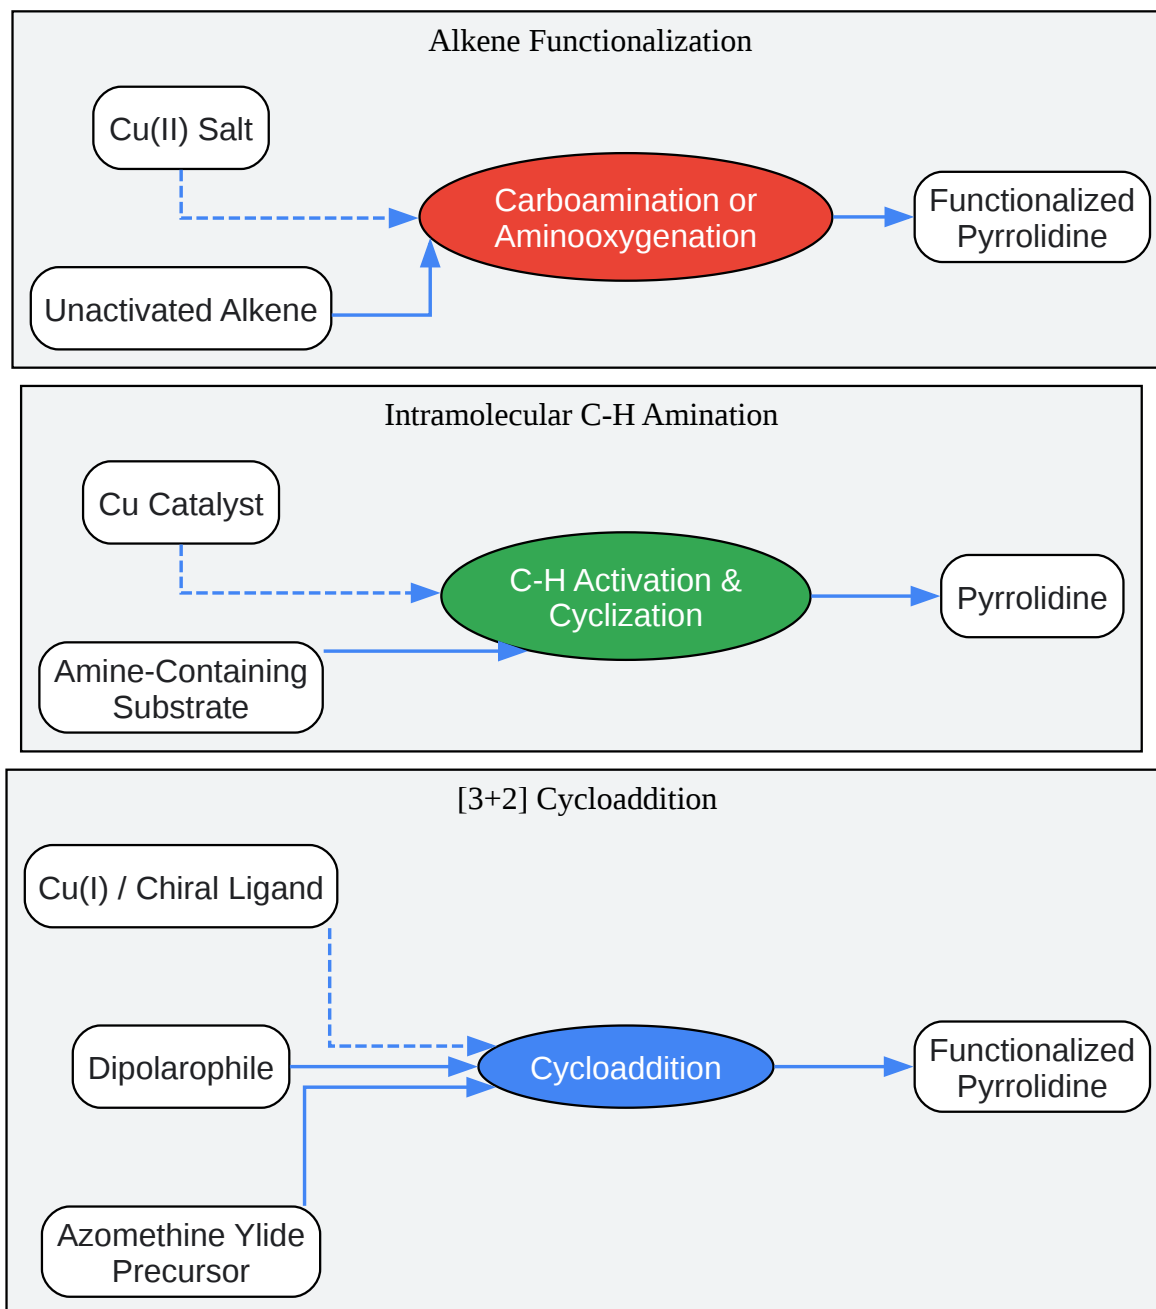 Alkene Functionalization
Cu(II) Salt
Carboamination or
Aminooxygenation
Functionalized
Pyrrolidine
Unactivated Alkene
Intramolecular C-H Amination
Cu Catalyst
C-H Activation &
Cyclization
Pyrrolidine
Amine-Containing
Substrate
[3+2] Cycloaddition
Cu(I) / Chiral Ligand
Dipolarophile
Cycloaddition
Functionalized
Pyrrolidine
Azomethine Ylide
Precursor